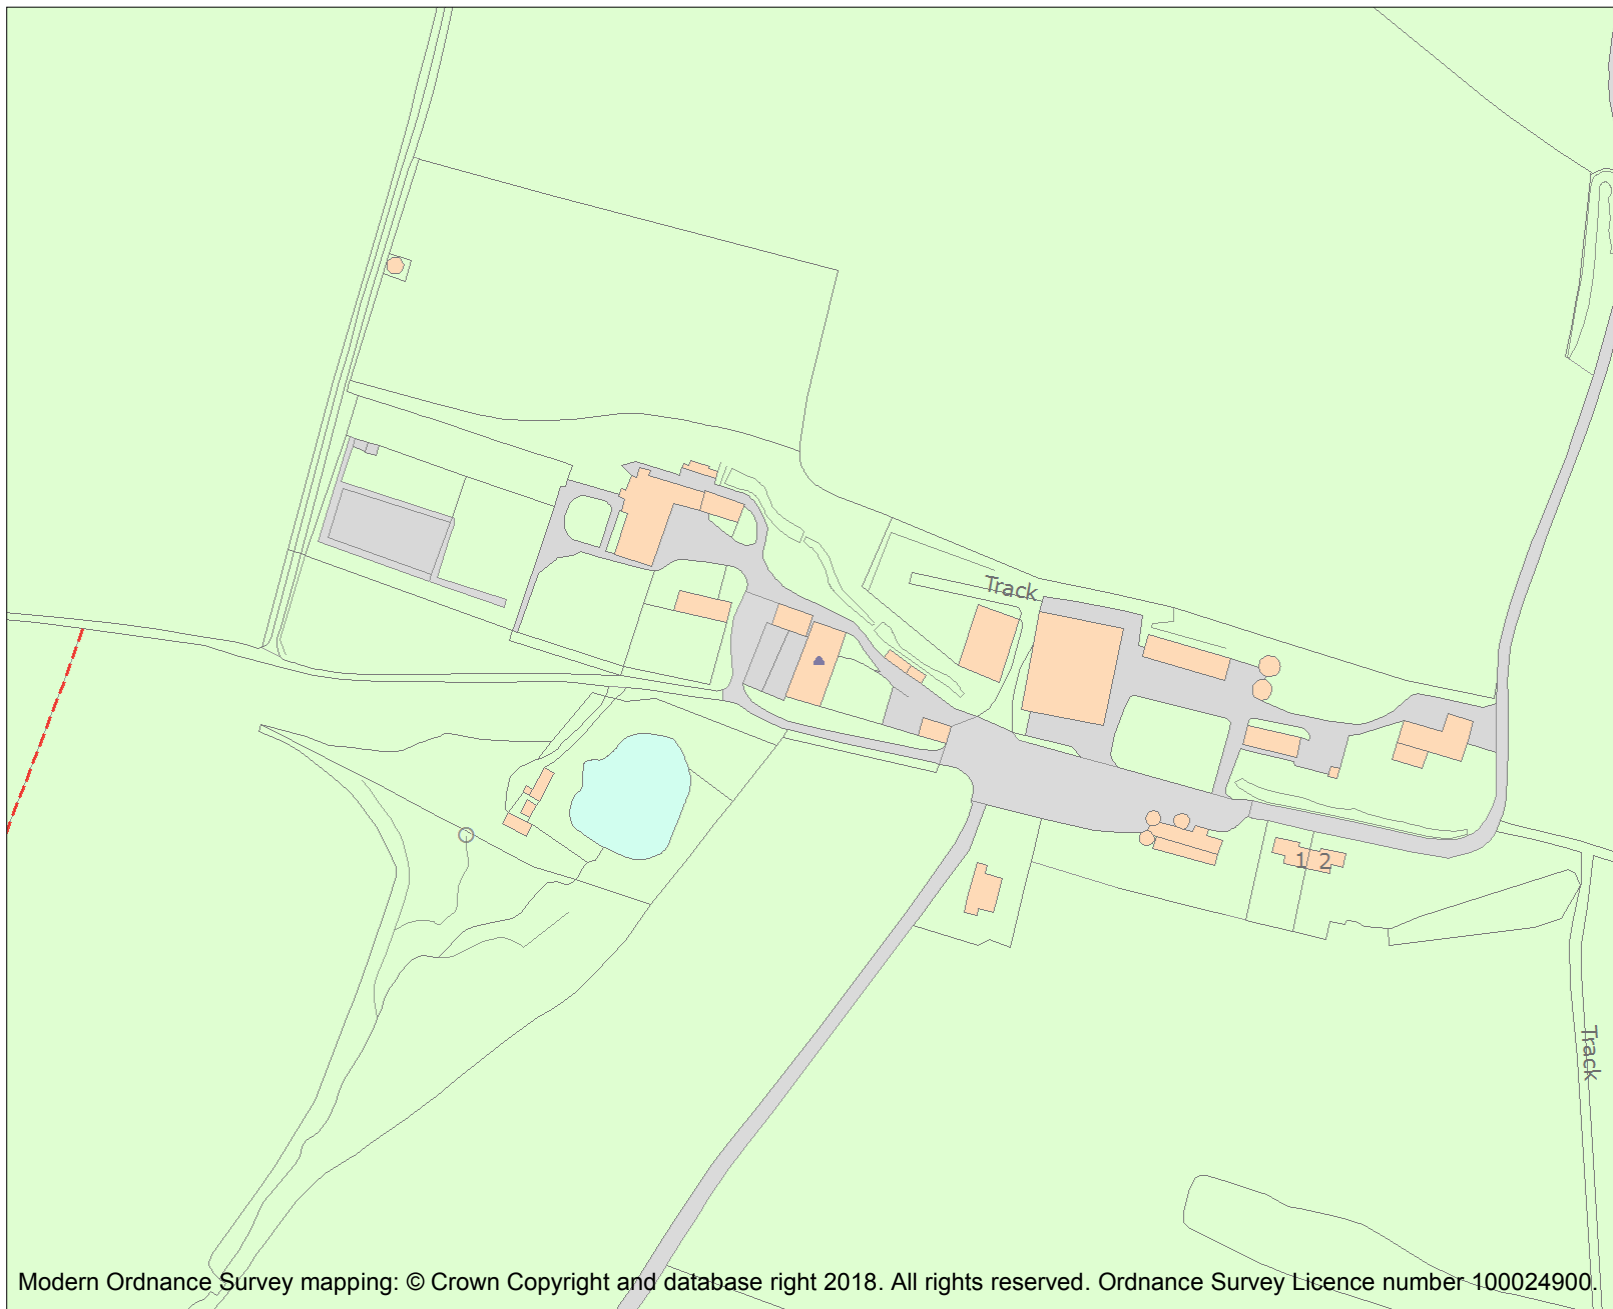 Track
1 2
Track
Modern Ordnance Survey mapping: © Crown Copyright and database right 2018. All rights reserved. Ordnance Survey Licence number 100024900.